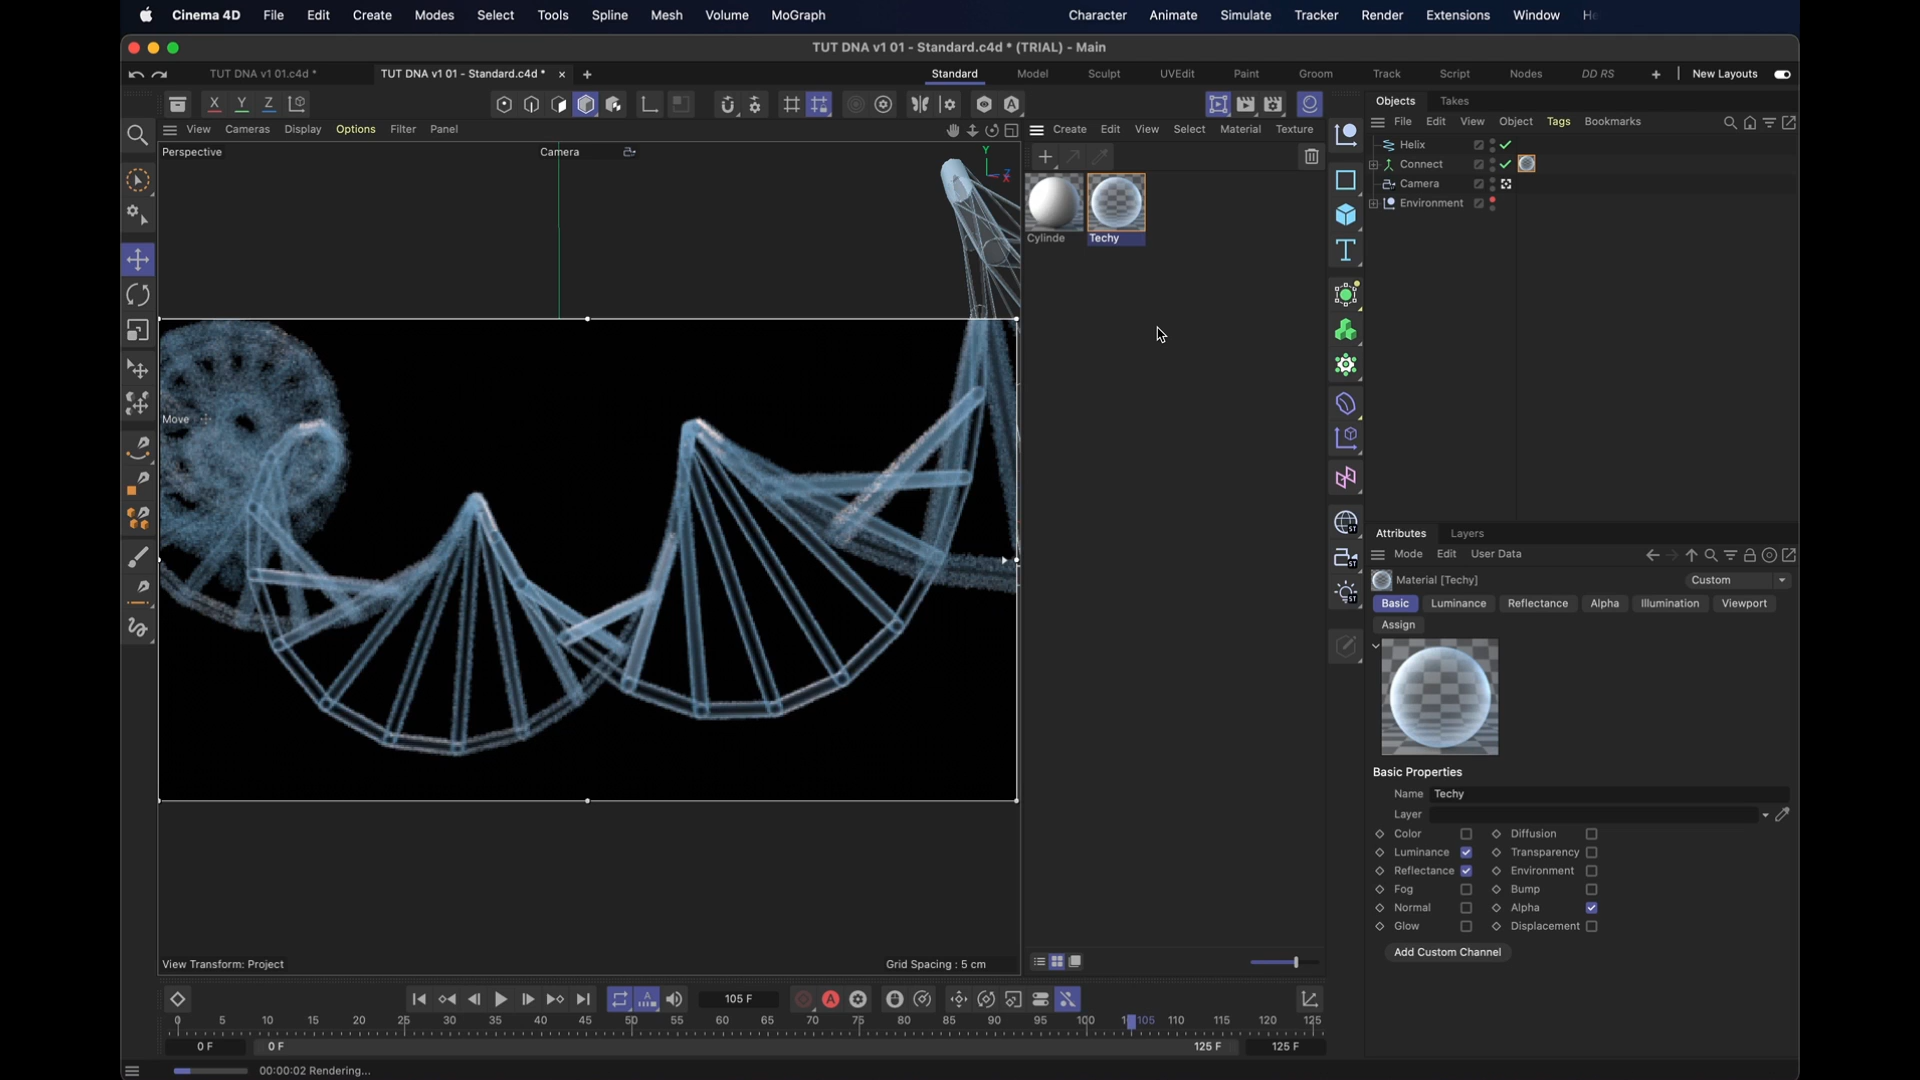 Cinema 4D File Edit Create Modes Select Tools Spline Mesh Volume MoGraph Character Animate Simulate Tracker Render Extensions Window
TUT DNA v1 01 - Standard.c4d * (TRIAL) - Main
TUT DNA v1 01.c4d * TUT DNA v1 01 - Standard.c4d * × + Standard Model Sculpt UVEdit Paint Groom Track Script Nodes DD RS + New Layouts
X Y Z
Objects Takes
View Cameras Display Options Filter Panel
Create Edit View Select Material Texture
File Edit View Object Tags Bookmarks
Perspective Camera
Y
Z
X
Helix
Connect
Camera
Environment
Cylinde Techy
Move
Attributes Layers
Mode Edit User Data
Material [Techy] Custom
Basic Luminance Reflectance Alpha Illumination Viewport
Assign
Basic Properties
Name Techy
Layer
Color Diffusion
Luminance Transparency
Reflectance Environment
Fog Bump
Normal Alpha
Glow Displacement
Add Custom Channel
View Transform: Project Grid Spacing : 5 cm
105 F
0 5 10 15 20 25 30 35 40 45 50 55 60 65 70 75 80 85 90 95 100 105 110 115 120 125
0 F 0 F 125 F 125 F
00:00:02 Rendering...